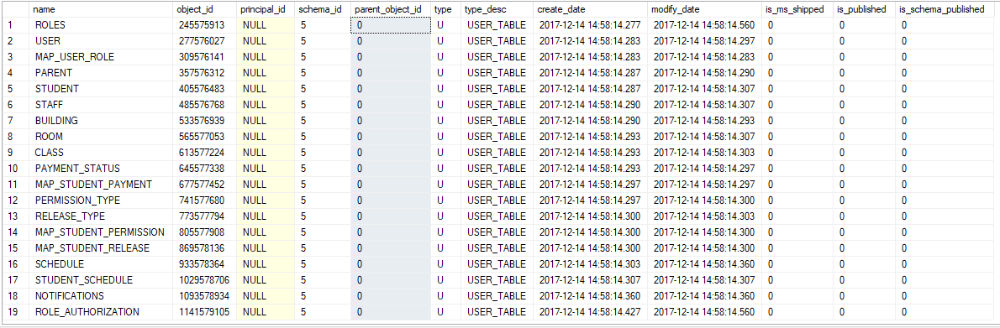 name object_id principal_id schema_id parent_object_id type type_desc create_date modify_date is_ms_shipped is_published is_schema_published
1 ROLES 245575913 NULL 5 0 U USER_TABLE 2017-12-14 14:58:14.277 2017-12-14 14:58:14.560 0 0 0
2 USER 277576027 NULL 5 0 U USER_TABLE 2017-12-14 14:58:14.283 2017-12-14 14:58:14.297 0 0 0
3 MAP_USER_ROLE 309576141 NULL 5 0 U USER_TABLE 2017-12-14 14:58:14.283 2017-12-14 14:58:14.283 0 0 0
4 PARENT 357576312 NULL 5 0 U USER_TABLE 2017-12-14 14:58:14.287 2017-12-14 14:58:14.290 0 0 0
5 STUDENT 405576483 NULL 5 0 U USER_TABLE 2017-12-14 14:58:14.287 2017-12-14 14:58:14.307 0 0 0
6 STAFF 485576768 NULL 5 0 U USER_TABLE 2017-12-14 14:58:14.290 2017-12-14 14:58:14.307 0 0 0
7 BUILDING 533576939 NULL 5 0 U USER_TABLE 2017-12-14 14:58:14.290 2017-12-14 14:58:14.293 0 0 0
8 ROOM 565577053 NULL 5 0 U USER_TABLE 2017-12-14 14:58:14.293 2017-12-14 14:58:14.307 0 0 0
9 CLASS 613577224 NULL 5 0 U USER_TABLE 2017-12-14 14:58:14.293 2017-12-14 14:58:14.303 0 0 0
10 PAYMENT_STATUS 645577338 NULL 5 0 U USER_TABLE 2017-12-14 14:58:14.293 2017-12-14 14:58:14.297 0 0 0
11 MAP_STUDENT_PAYMENT 677577452 NULL 5 0 U USER_TABLE 2017-12-14 14:58:14.297 2017-12-14 14:58:14.297 0 0 0
12 PERMISSION_TYPE 741577680 NULL 5 0 U USER_TABLE 2017-12-14 14:58:14.297 2017-12-14 14:58:14.300 0 0 0
13 RELEASE_TYPE 773577794 NULL 5 0 U USER_TABLE 2017-12-14 14:58:14.300 2017-12-14 14:58:14.303 0 0 0
14 MAP_STUDENT_PERMISSION 805577908 NULL 5 0 U USER_TABLE 2017-12-14 14:58:14.300 2017-12-14 14:58:14.300 0 0 0
15 MAP_STUDENT_RELEASE 869578136 NULL 5 0 U USER_TABLE 2017-12-14 14:58:14.300 2017-12-14 14:58:14.303 0 0 0
16 SCHEDULE 933578364 NULL 5 0 U USER_TABLE 2017-12-14 14:58:14.303 2017-12-14 14:58:14.360 0 0 0
17 STUDENT_SCHEDULE 1029578706 NULL 5 0 U USER_TABLE 2017-12-14 14:58:14.307 2017-12-14 14:58:14.307 0 0 0
18 NOTIFICATIONS 1093578934 NULL 5 0 U USER_TABLE 2017-12-14 14:58:14.360 2017-12-14 14:58:14.360 0 0 0
19 ROLE_AUTHORIZATION 1141579105 NULL 5 0 U USER_TABLE 2017-12-14 14:58:14.427 2017-12-14 14:58:14.560 0 0 0